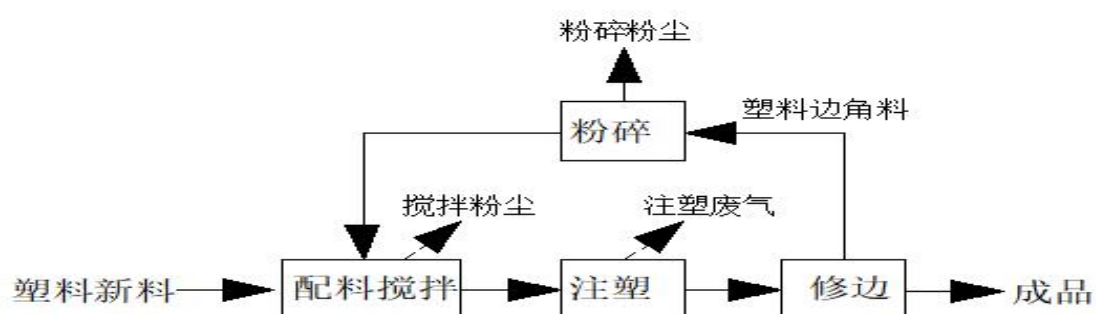 粉碎粉尘
塑料边角料
粉碎
搅拌粉尘
注塑废气
塑料新料
配料搅拌
注塑
修边
成品